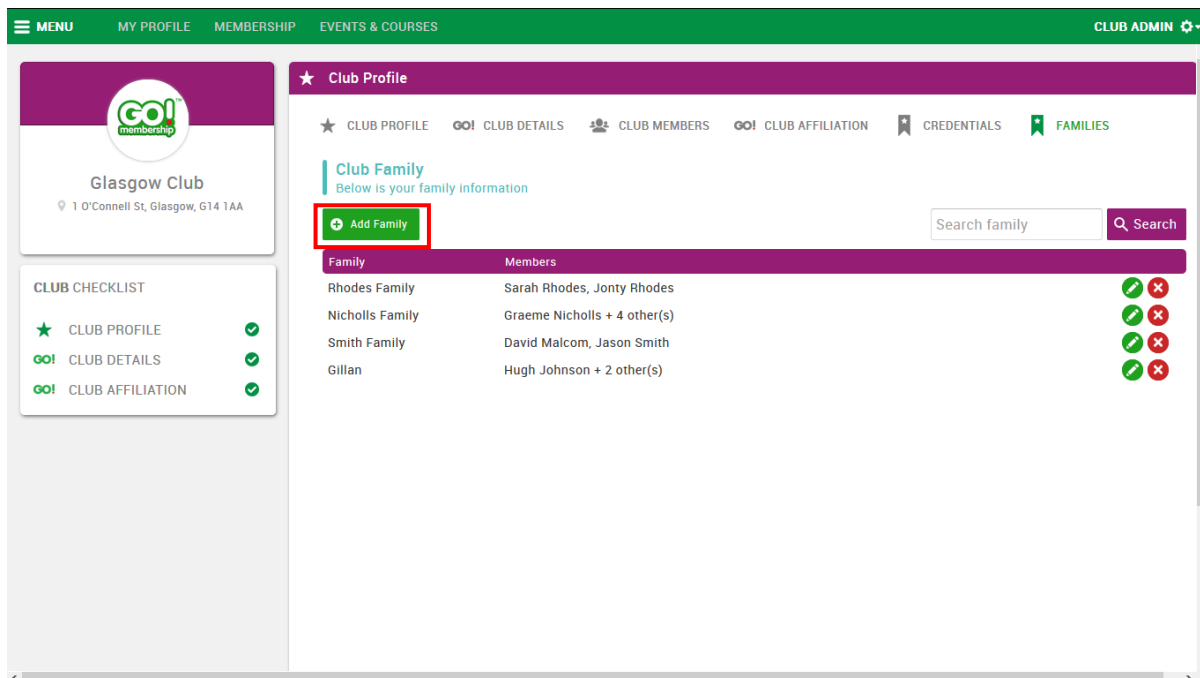 MENU MY PROFILE MEMBERSHIP EVENTS & COURSES CLUB ADMIN
GO!™
membership
Glasgow Club
1 O'Connell St, Glasgow, G14 1AA
CLUB CHECKLIST
CLUB PROFILE
GO! CLUB DETAILS
GO! CLUB AFFILIATION
Club Profile
CLUB PROFILE GO! CLUB DETAILS CLUB MEMBERS GO! CLUB AFFILIATION CREDENTIALS FAMILIES
Club Family
Below is your family information
Add Family Search family Search
Family Members
Rhodes Family Sarah Rhodes, Jonty Rhodes
Nicholls Family Graeme Nicholls + 4 other(s)
Smith Family David Malcom, Jason Smith
Gillan Hugh Johnson + 2 other(s)